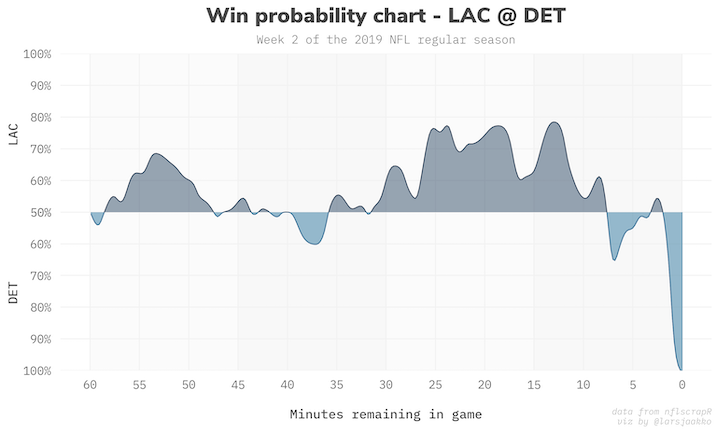 Win probability chart - LAC @ DET
Week 2 of the 2019 NFL regular season
100%
90%
80%
70%
60%
50%
60%
70%
80%
90%
100%
LAC
DET
60 55 50 45 40 35 30 25 20 15 10 5 0
Minutes remaining in game
data from nflscrapR
viz by @larsjaakko